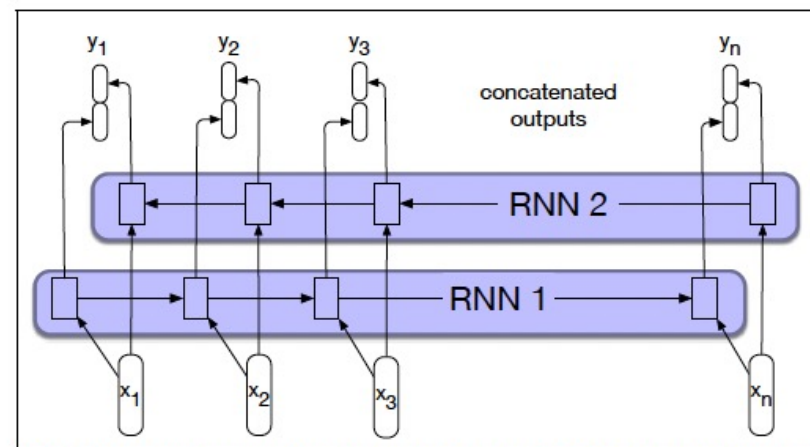 y1 y2 y3 yn
concatenated
outputs
RNN 2
RNN 1
x1 x2 x3 xn